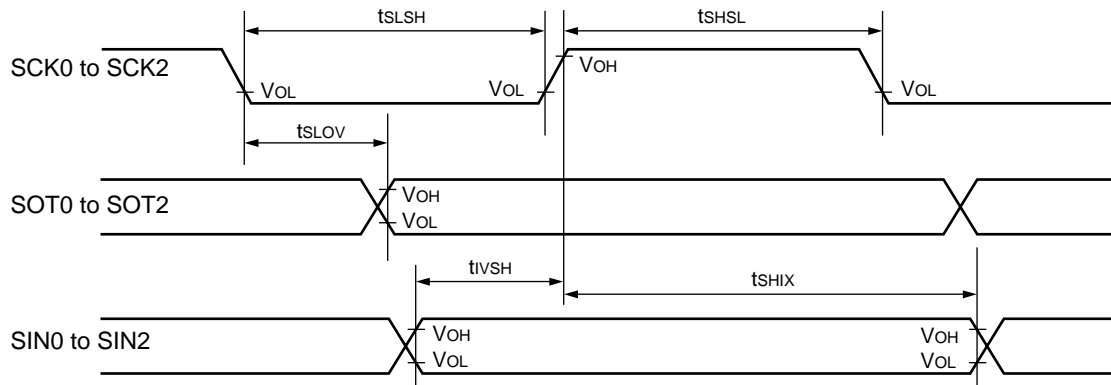 tSLSH tSHSL
SCK0 to SCK2
VOH
VOL VOL VOL
tSLOV
SOT0 to SOT2
VOH
VOL
tIVSH tSHIX
SIN0 to SIN2
VOH VOH
VOL VOL